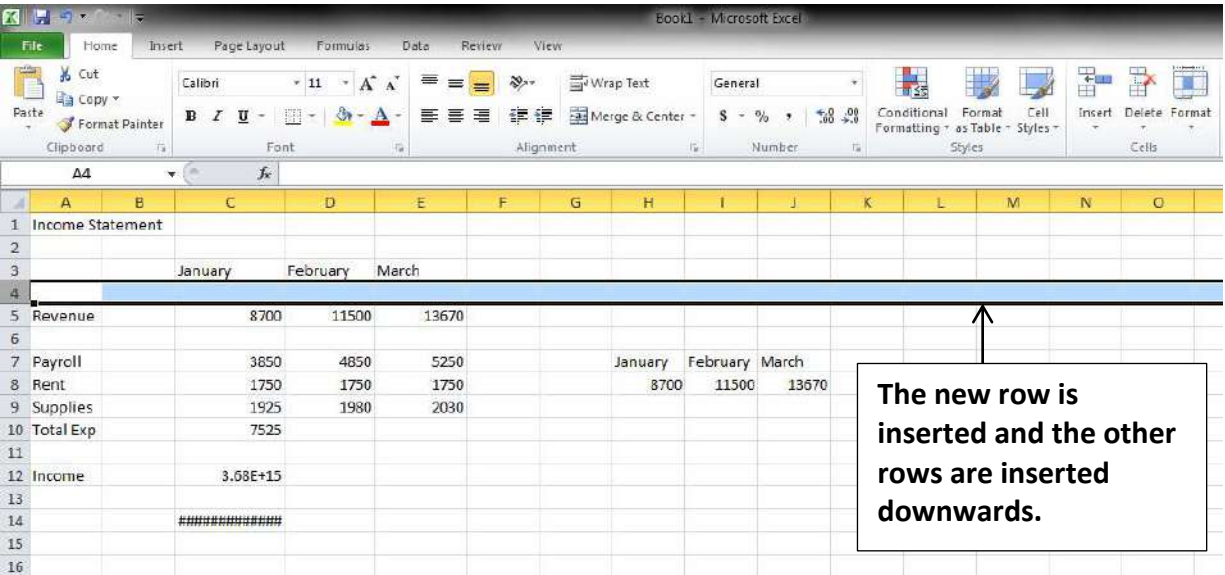 Book1 - Microsoft Excel
File Home Insert Page Layout Formulas Data Review View
Cut
Copy
Format Painter
Paste
Clipboard
Calibri 11 A A
B I U A
Font
Wrap Text
Merge & Center
Alignment
General
$ % , .0 .00 .00 .0
Number
Conditional Formatting
Format as Table
Cell Styles
Styles
Insert Delete Format
Cells
A4 fx
A B C D E F G H I J K L M N O
1 Income Statement
2
3 January February March
4
5 Revenue 8700 11500 13670
6
7 Payroll 3850 4850 5250 January February March
8 Rent 1750 1750 1750 8700 11500 13670
9 Supplies 1925 1980 2030
10 Total Exp 7525
11
12 Income 3.68E+15
13
14 #############
15
16
The new row is
inserted and the other
rows are inserted
downwards.